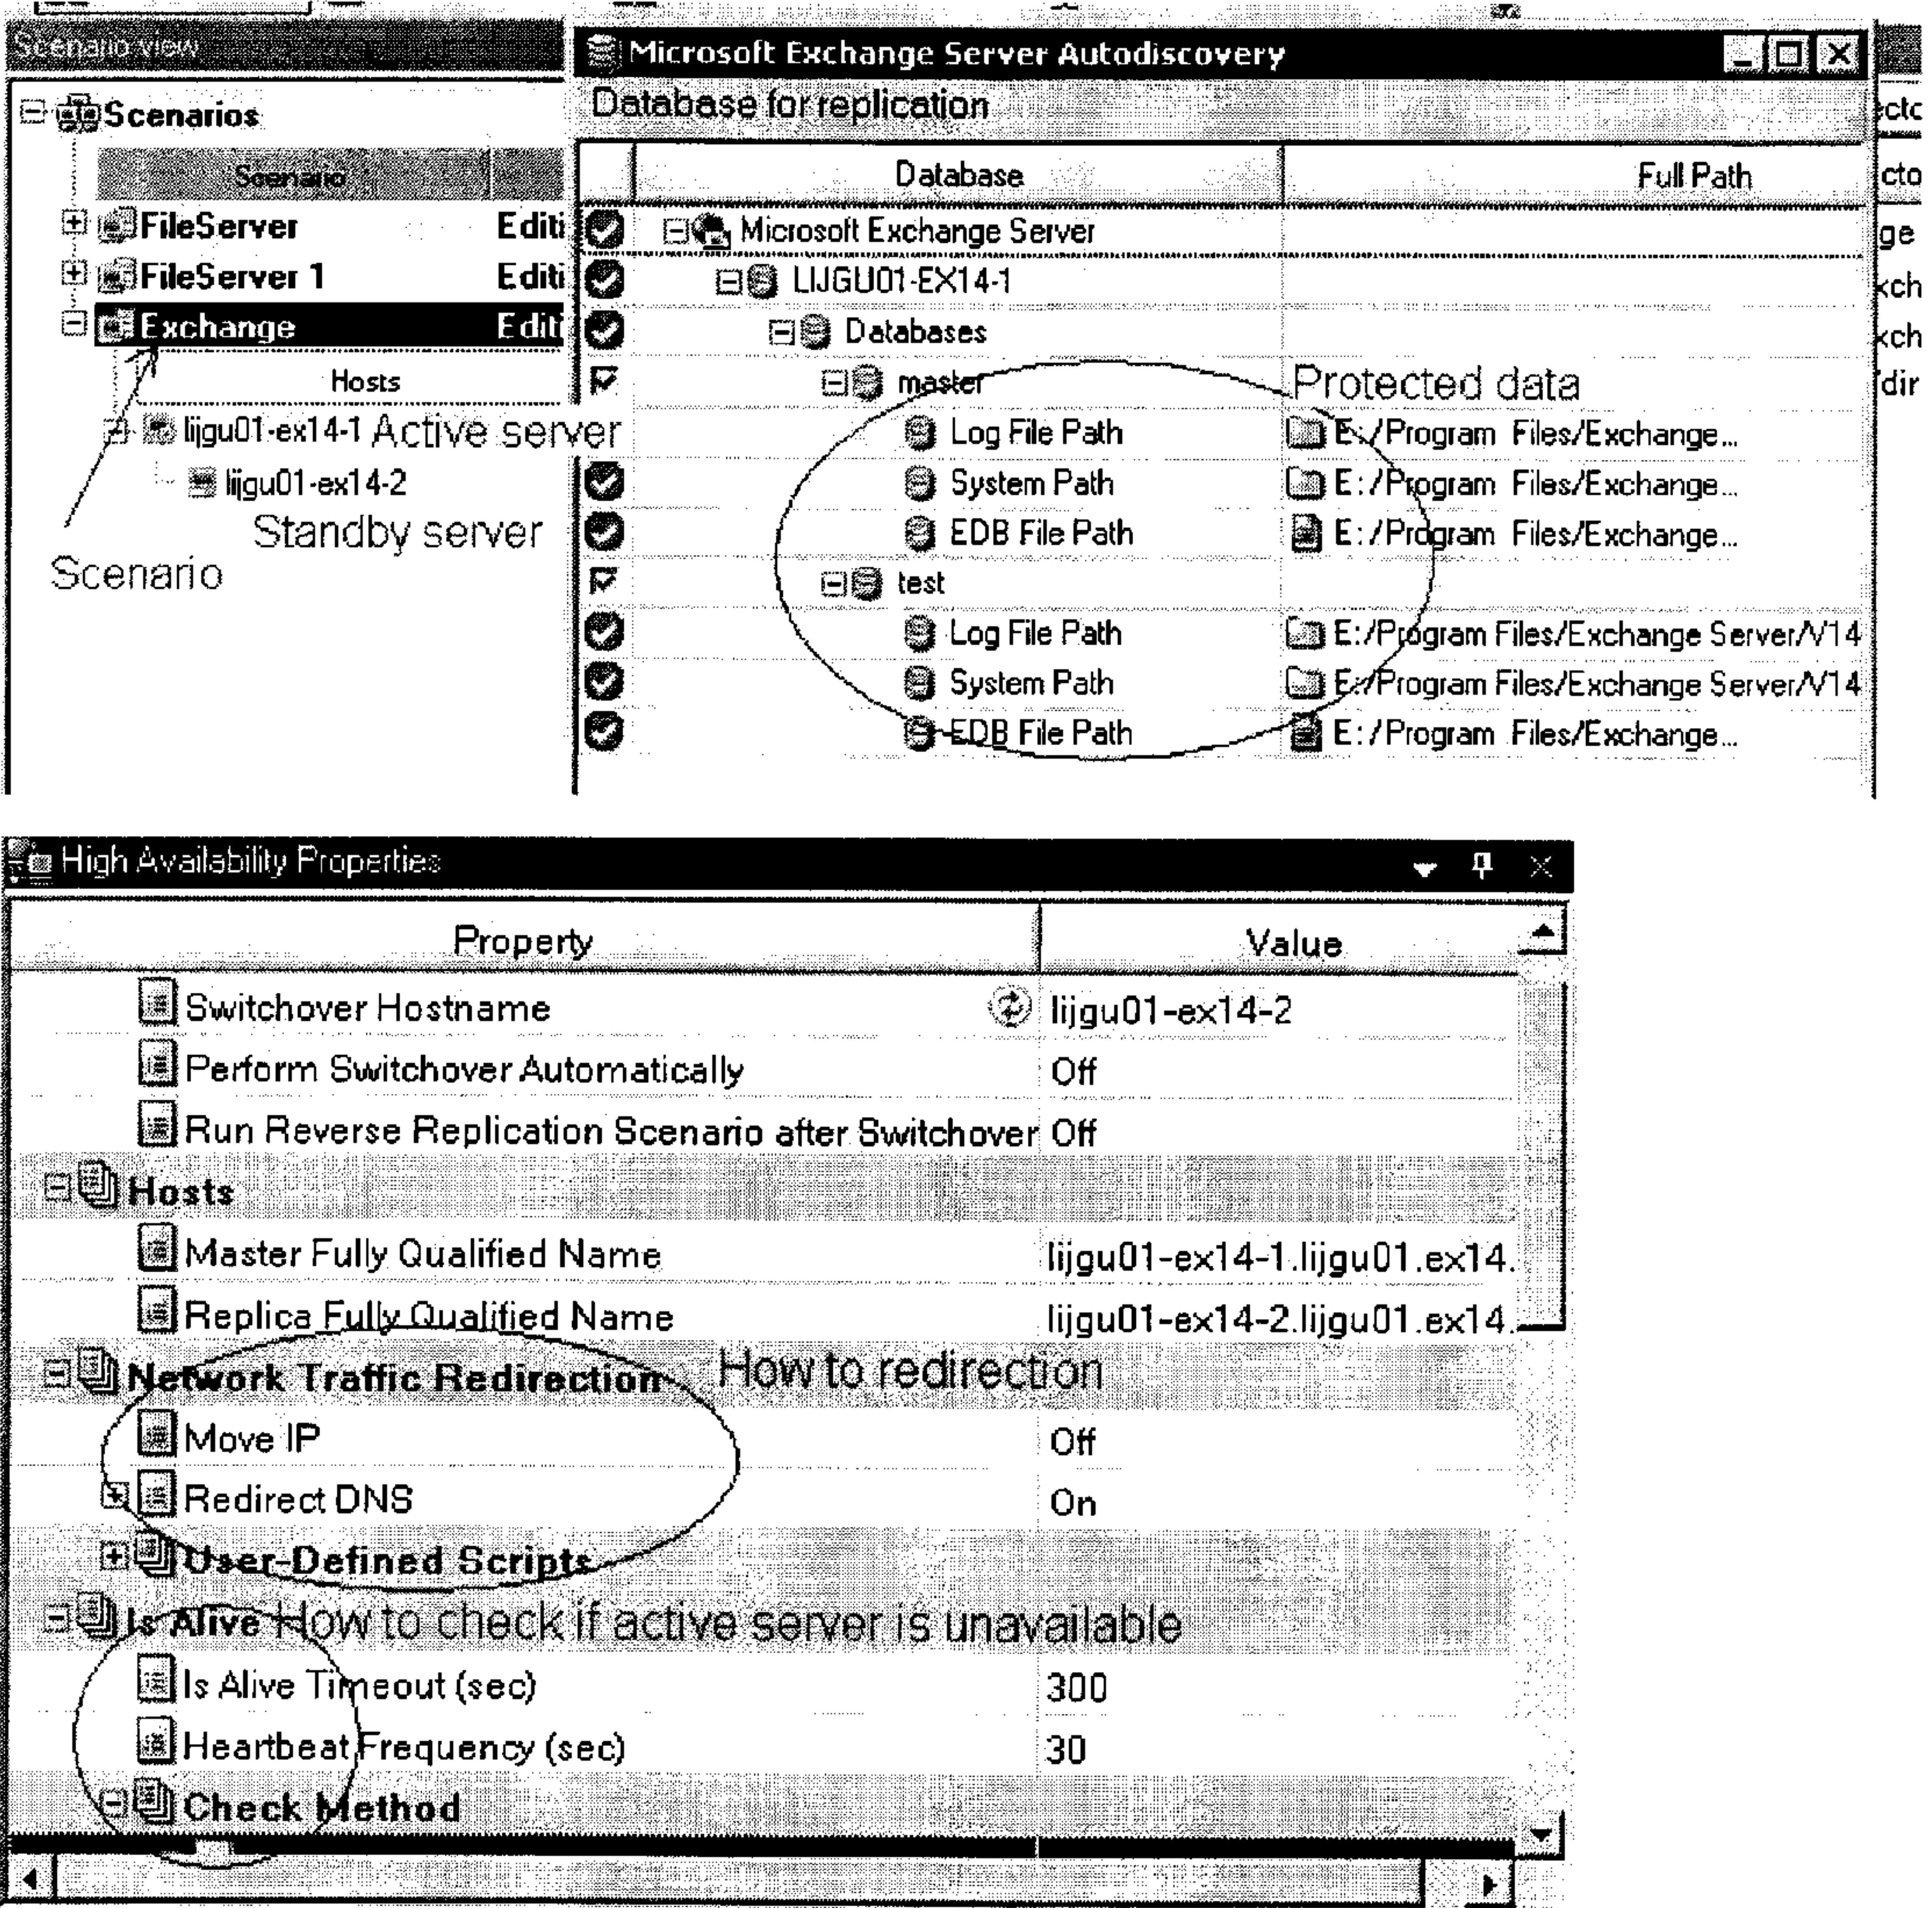 Scenario view
Scenarios
Scenario
FileServer Editi
FileServer 1 Editi
Exchange Editi
Hosts
lijgu01-ex14-1 Active server
lijgu01-ex14-2
Standby server
Scenario
Microsoft Exchange Server Autodiscovery
Database for replication
Database Full Path
Microsoft Exchange Server
LIJGU01-EX14-1
Databases
master Protected data
Log File Path E:/Program Files/Exchange...
System Path E:/Program Files/Exchange...
EDB File Path E:/Program Files/Exchange...
test
Log File Path E:/Program Files/Exchange Server/V14
System Path E:/Program Files/Exchange Server/V14
EDB File Path E:/Program Files/Exchange...
ectc
cto
ge
xch
xch
dir
High Availability Properties
Property Value
Switchover Hostname lijgu01-ex14-2
Perform Switchover Automatically Off
Run Reverse Replication Scenario after Switchover Off
Hosts
Master Fully Qualified Name lijgu01-ex14-1.lijgu01.ex14.
Replica Fully Qualified Name lijgu01-ex14-2.lijgu01.ex14.
Network Traffic Redirection How to redirection
Move IP Off
Redirect DNS On
User-Defined Scripts
Is Alive How to check if active server is unavailable
Is Alive Timeout (sec) 300
Heartbeat Frequency (sec) 30
Check Method